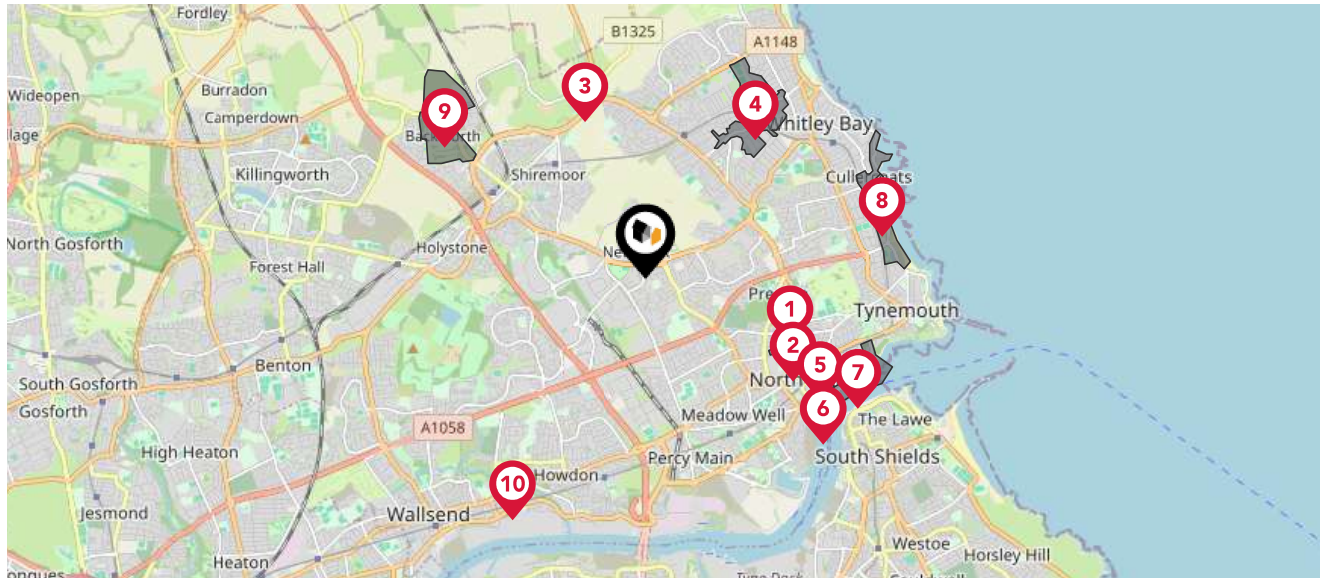 Fordley
B1325
A1148
3
Wideopen
Burradon
9
4
Camperdown
Whitley Bay
Killingworth
Shiremoor
8
North Gosforth
Holystone
Forest Hall
1
Tynemouth
2
Benton
5
7
South Gosforth
North
Gosforth
6
Meadow Well
The Lawe
A1058
High Heaton
Percy Main
South Shields
10
Howdon
Jesmond
Wallsend
Westoe
Horsley Hill
Heaton